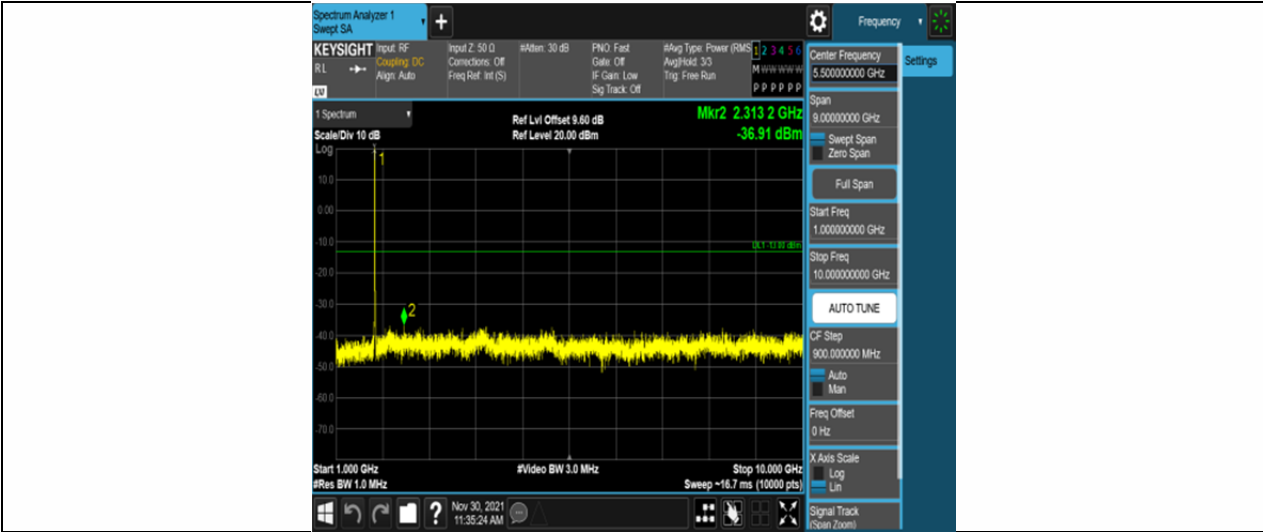 Spectrum Analyzer 1
Swept SA
+
Frequency
KEYSIGHT Input: RF Input Z: 50 Ω #Atten: 30 dB PNO: Fast #Avg Type: Power (RMS 1 2 3 4 5 6
RL Coupling: DC Corrections: Off Gate: Off Avg|Hold: 3/3 M W W W W W
Align: Auto Freq Ref: Int (S) IF Gain: Low Trig: Free Run
Sig Track: Off P P P P P P
LV
1 Spectrum
Ref Lvl Offset 9.60 dB
Mkr2 2.313 2 GHz
Scale/Div 10 dB
Ref Level 20.00 dBm
-36.91 dBm
Log
1
10.0
0.00
-10.0
DL1 -13.00 dBm
-20.0
-30.0
2
-40.0
-50.0
-60.0
-70.0
Start 1.000 GHz #Video BW 3.0 MHz Stop 10.000 GHz
#Res BW 1.0 MHz Sweep ~16.7 ms (10000 pts)
?
Nov 30, 2021
11:35:24 AM
Center Frequency
5.500000000 GHz
Settings
Span
9.00000000 GHz
Swept Span
Zero Span
Full Span
Start Freq
1.000000000 GHz
Stop Freq
10.000000000 GHz
AUTO TUNE
CF Step
900.000000 MHz
Auto
Man
Freq Offset
0 Hz
X Axis Scale
Log
Lin
Signal Track
(Span Zoom)